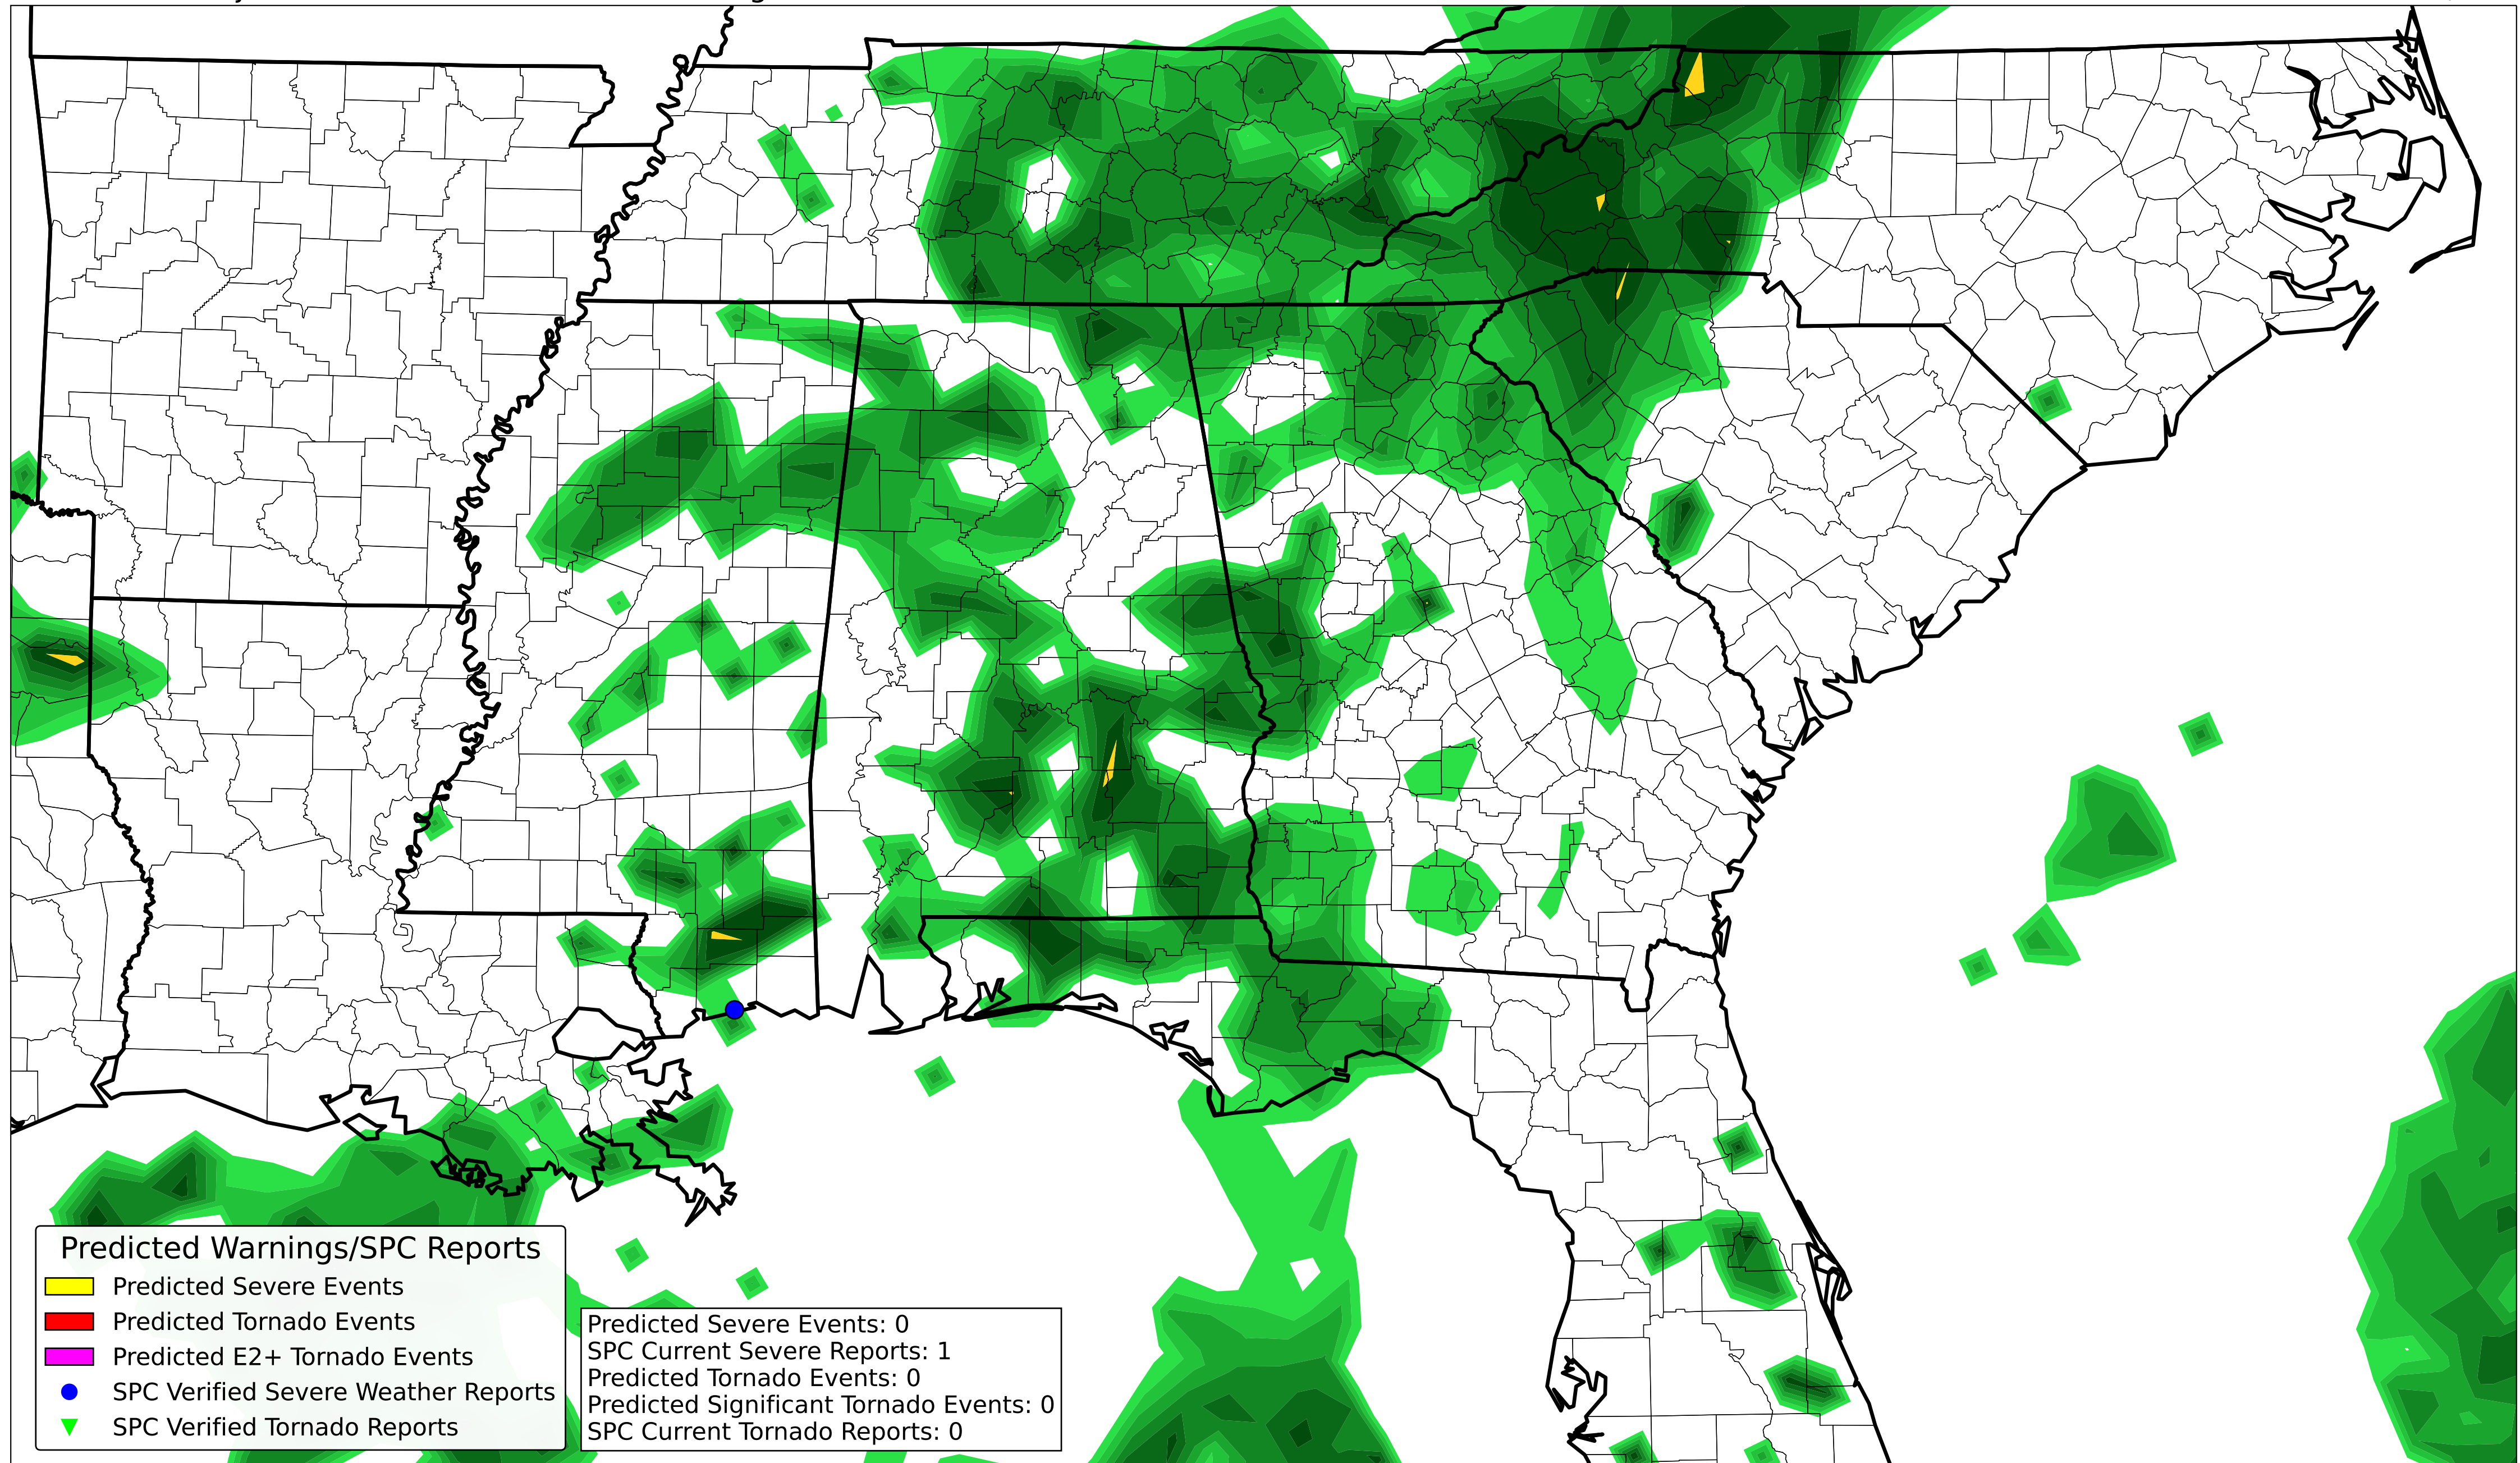 Predicted Warnings/SPC Reports
Predicted Severe Events
Predicted Tornado Events
Predicted E2+ Tornado Events
SPC Verified Severe Weather Reports
SPC Verified Tornado Reports
Predicted Severe Events: 0
SPC Current Severe Reports: 1
Predicted Tornado Events: 0
Predicted Significant Tornado Events: 0
SPC Current Tornado Reports: 0